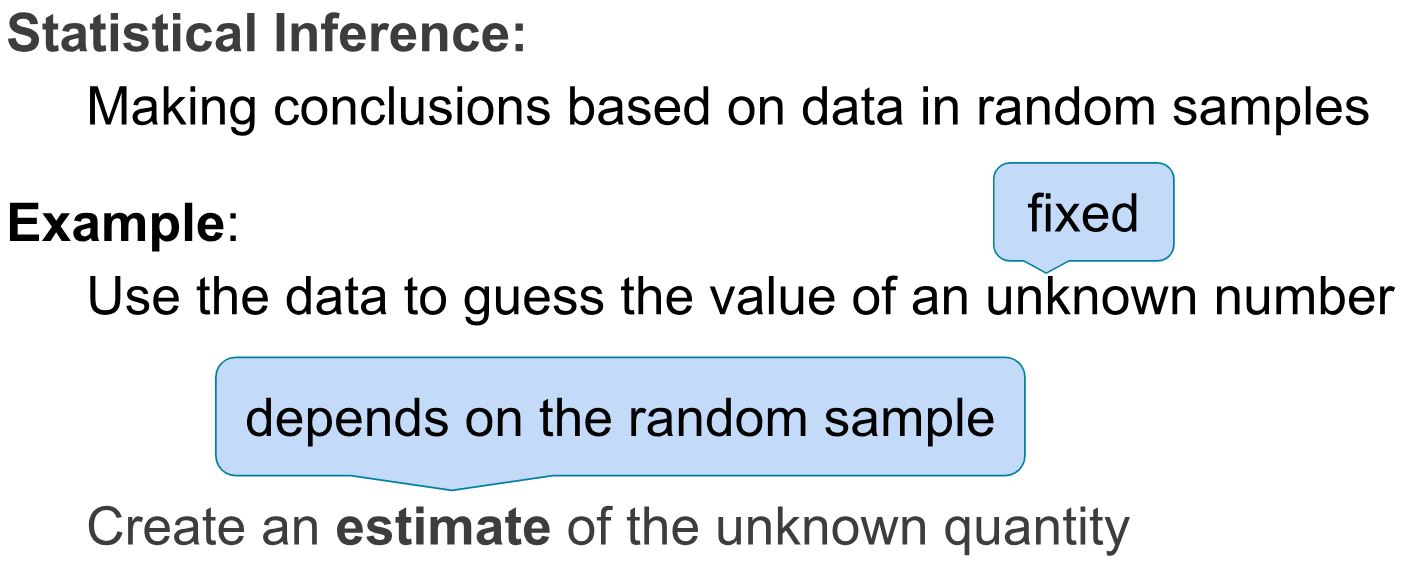 Statistical Inference:
Making conclusions based on data in random samples
fixed
Example:
Use the data to guess the value of an unknown number
depends on the random sample
Create an estimate of the unknown quantity